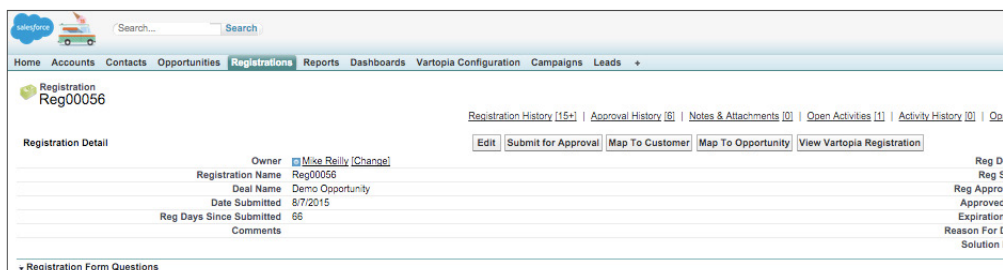 salesforce
Search... Search
Home Accounts Contacts Opportunities Registrations Reports Dashboards Vartopia Configuration Campaigns Leads +
Registration
Reg00056
Registration History [15+] | Approval History [6] | Notes & Attachments [0] | Open Activities [1] | Activity History [0] | Op
Registration Detail Edit Submit for Approval Map To Customer Map To Opportunity View Vartopia Registration
Owner Mike Reilly [Change] Reg D
Registration Name Reg00056 Reg S
Deal Name Demo Opportunity Reg Appro
Date Submitted 8/7/2015 Approved
Reg Days Since Submitted 66 Expiration
Comments Reason For D
Solution
Registration Form Questions